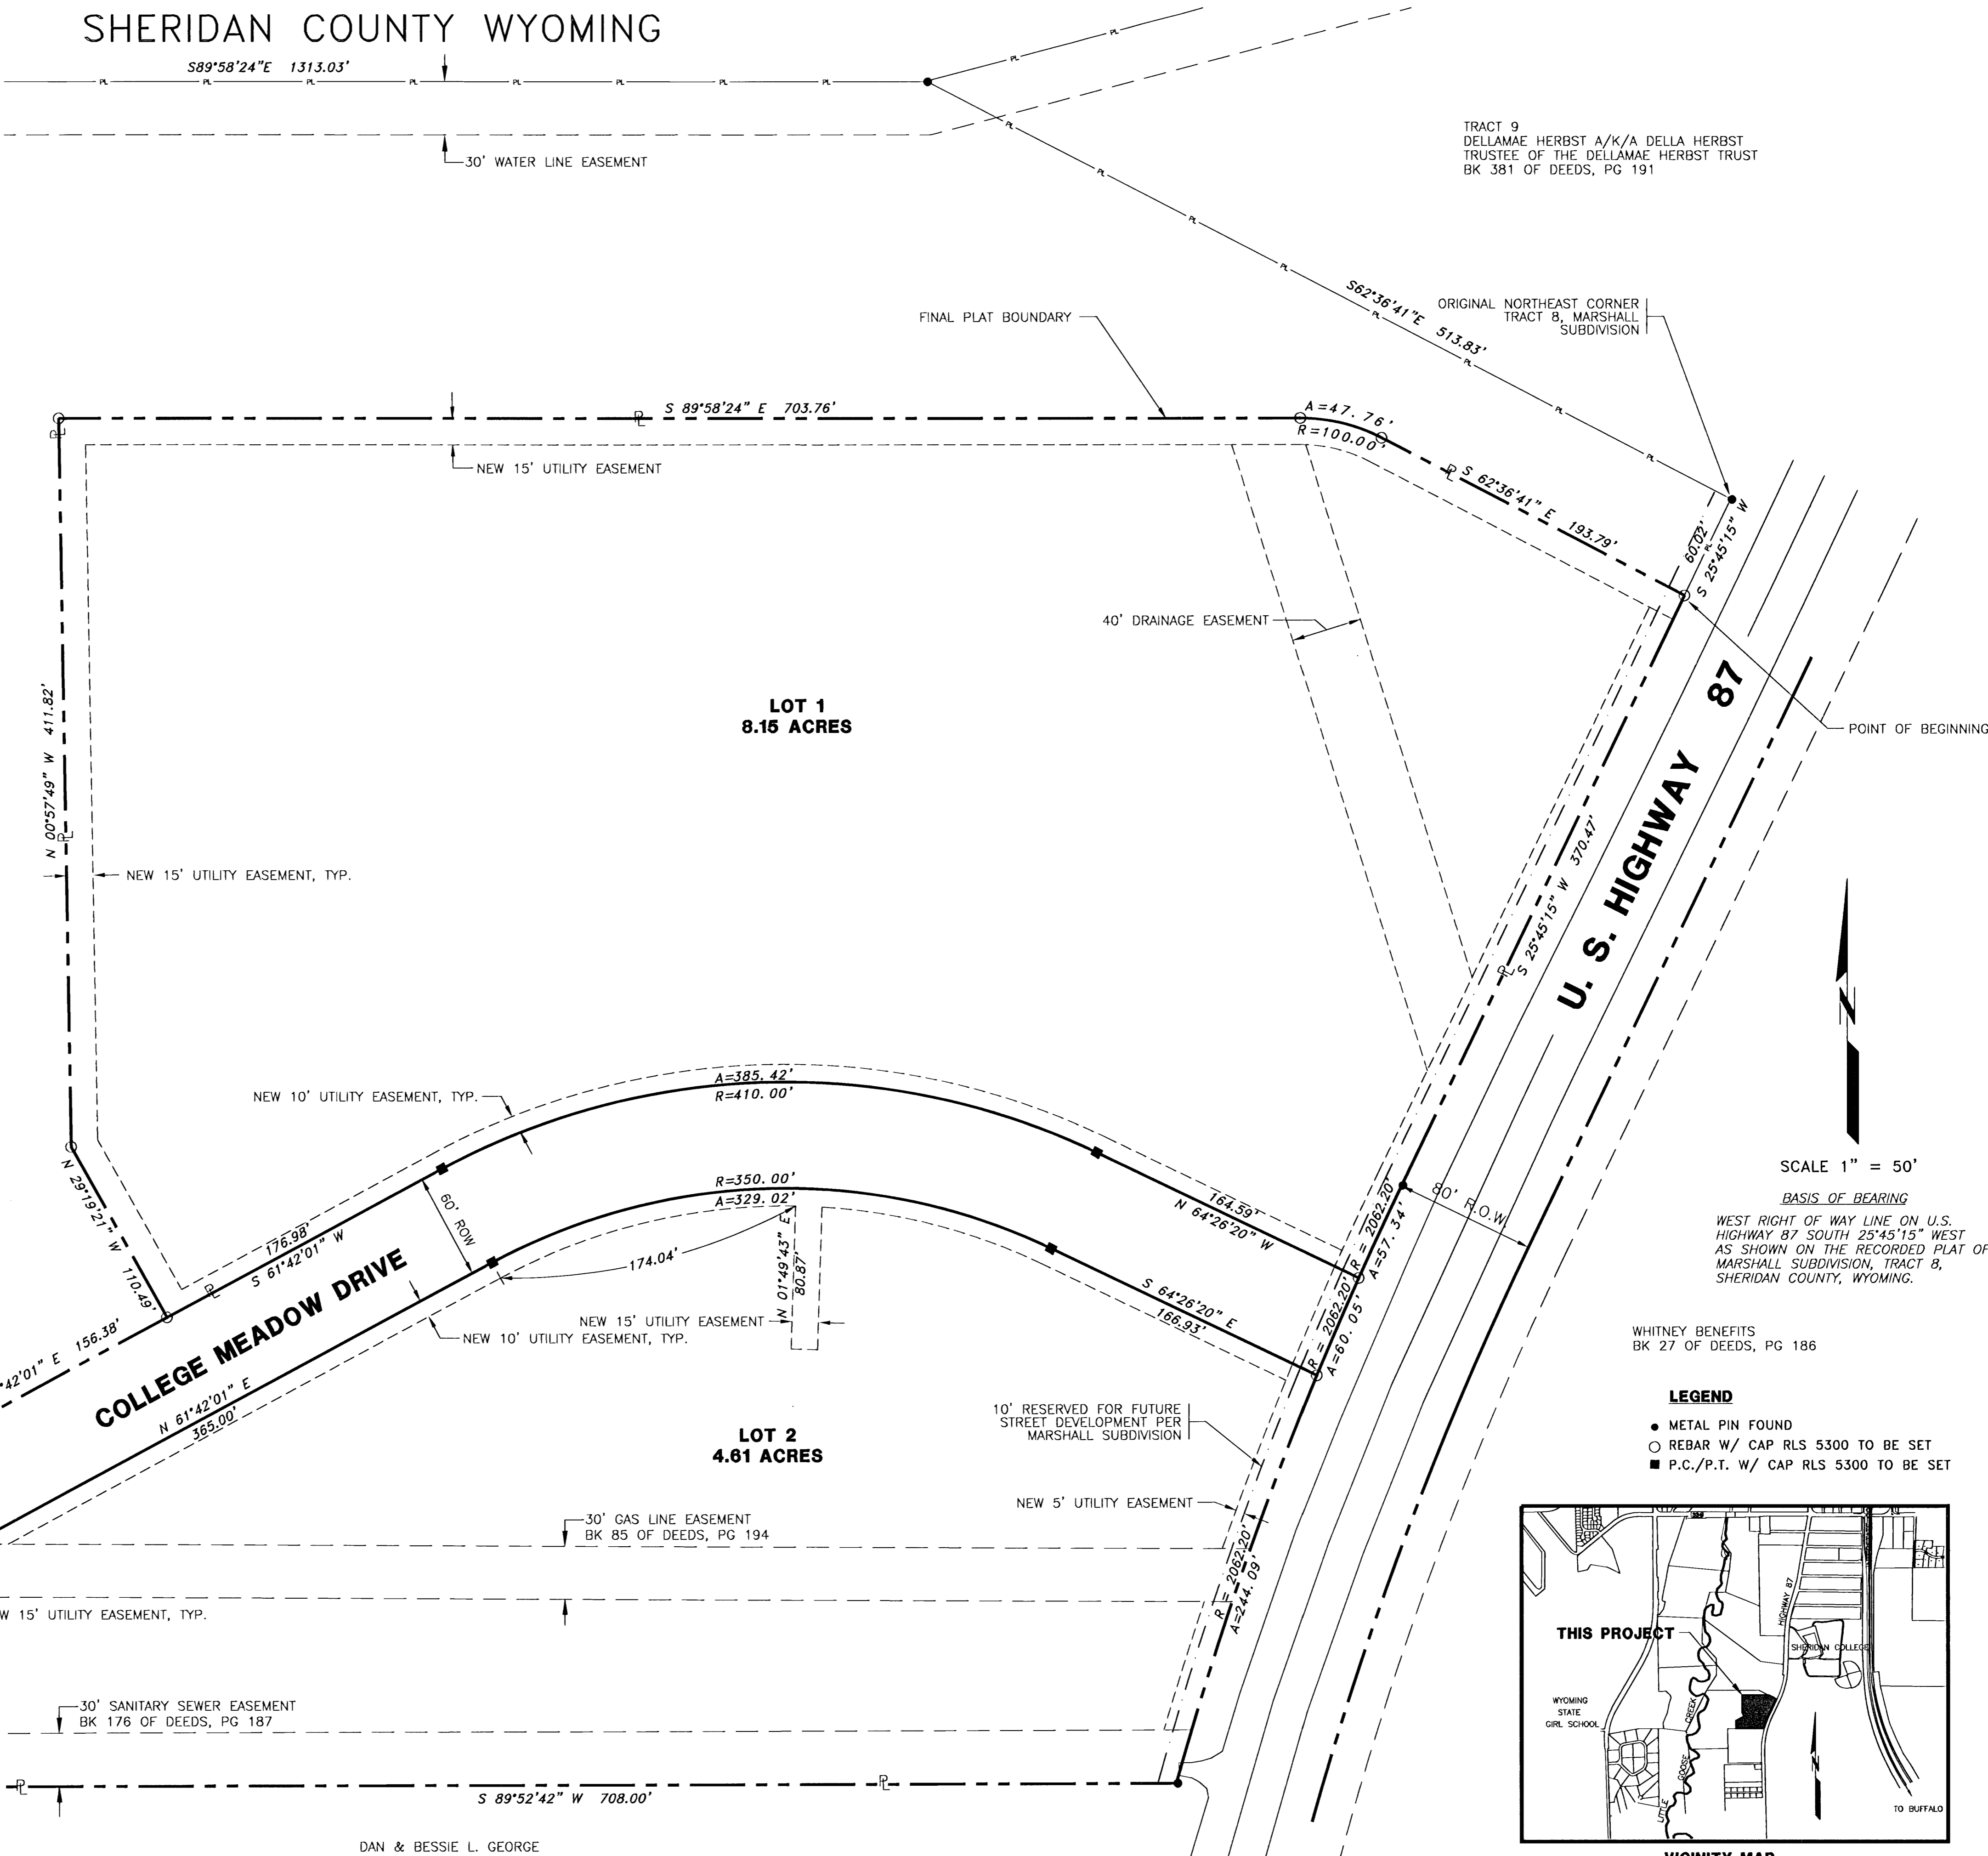 SHERIDAN COUNTY WYOMING
S89°58'24"E 1313.03'
30' WATER LINE EASEMENT
TRACT 9
DELLAMAE HERBST A/K/A DELLA HERBST
TRUSTEE OF THE DELLAMAE HERBST TRUST
BK 381 OF DEEDS, PG 191
S62°36'41"E 513.83'
ORIGINAL NORTHEAST CORNER
TRACT 8, MARSHALL
SUBDIVISION
FINAL PLAT BOUNDARY
S 89°58'24" E 703.76'
A=47.76'
R=100.00'
NEW 15' UTILITY EASEMENT
S 62°36'41" E 193.79'
60.02'
S 25°45'15" W
40' DRAINAGE EASEMENT
LOT 1
8.15 ACRES
N 00°57'49" W 411.82'
U. S. HIGHWAY 87
POINT OF BEGINNING
S 25°45'15" W 370.47'
NEW 15' UTILITY EASEMENT, TYP.
NEW 10' UTILITY EASEMENT, TYP.
A=385.42'
R=410.00'
N 29°19'21" W 110.49'
176.98'
S 61°42'01" W
60' ROW
R=350.00'
A=329.02'
174.04'
N 01°49'43" E
80.87'
164.59'
N 64°26'20" W
R = 2062.20'
A=57.34'
80' R.O.W.
S 64°26'20" E
166.93'
R = 2062.20'
A=60.05'
N
SCALE 1" = 50'
BASIS OF BEARING
WEST RIGHT OF WAY LINE ON U.S.
HIGHWAY 87 SOUTH 25°45'15" WEST
AS SHOWN ON THE RECORDED PLAT OF
MARSHALL SUBDIVISION, TRACT 8,
SHERIDAN COUNTY, WYOMING.
NEW 15' UTILITY EASEMENT
NEW 10' UTILITY EASEMENT, TYP.
°42'01" E 156.38'
COLLEGE MEADOW DRIVE
N 61°42'01" E
365.00'
WHITNEY BENEFITS
BK 27 OF DEEDS, PG 186
LOT 2
4.61 ACRES
10' RESERVED FOR FUTURE
STREET DEVELOPMENT PER
MARSHALL SUBDIVISION
LEGEND
METAL PIN FOUND
REBAR W/ CAP RLS 5300 TO BE SET
P.C./P.T. W/ CAP RLS 5300 TO BE SET
NEW 5' UTILITY EASEMENT
30' GAS LINE EASEMENT
BK 85 OF DEEDS, PG 194
R = 2062.20'
A=244.09'
W 15' UTILITY EASEMENT, TYP.
30' SANITARY SEWER EASEMENT
BK 176 OF DEEDS, PG 187
S 89°52'42" W 708.00'
DAN & BESSIE L. GEORGE
HIGHWAY 87
THIS PROJECT
SHERIDAN COLLEGE
WYOMING
STATE
GIRL SCHOOL
LITTLE GOOSE CREEK
TO BUFFALO
VICINITY MAP